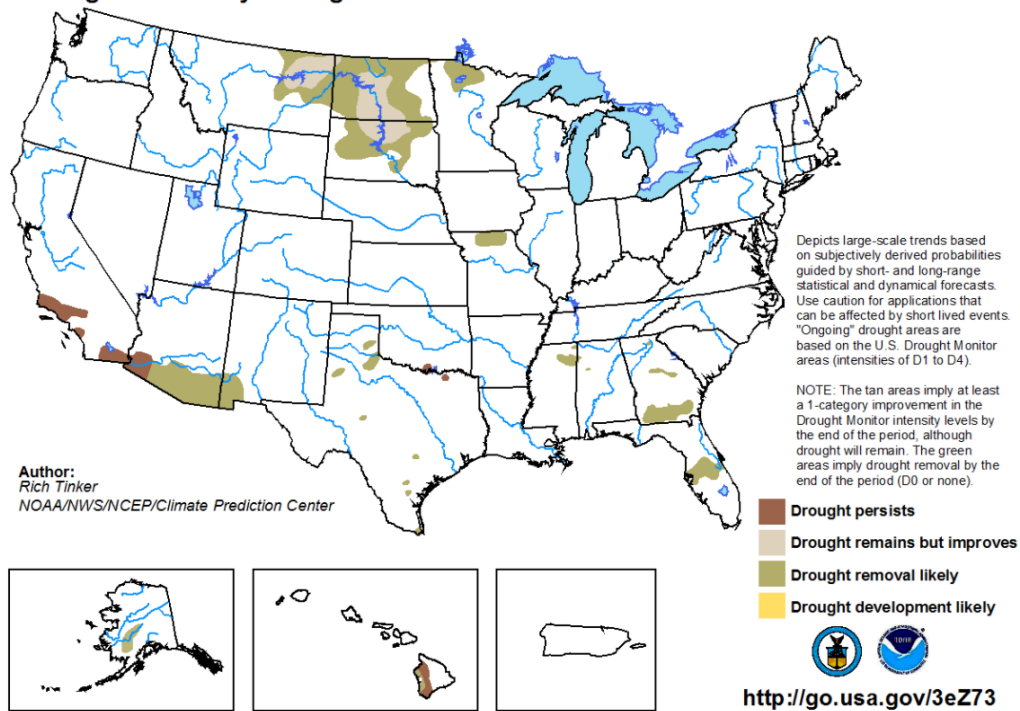 Depicts large-scale trends based
on subjectively derived probabilities
guided by short- and long-range
statistical and dynamical forecasts.
Use caution for applications that
can be affected by short lived events.
"Ongoing" drought areas are
based on the U.S. Drought Monitor
areas (intensities of D1 to D4).
NOTE: The tan areas imply at least
a 1-category improvement in the
Drought Monitor intensity levels by
the end of the period, although
drought will remain. The green
areas imply drought removal by the
end of the period (D0 or none).
Author:
Rich Tinker
NOAA/NWS/NCEP/Climate Prediction Center
Drought persists
Drought remains but improves
Drought removal likely
Drought development likely
http://go.usa.gov/3eZ73